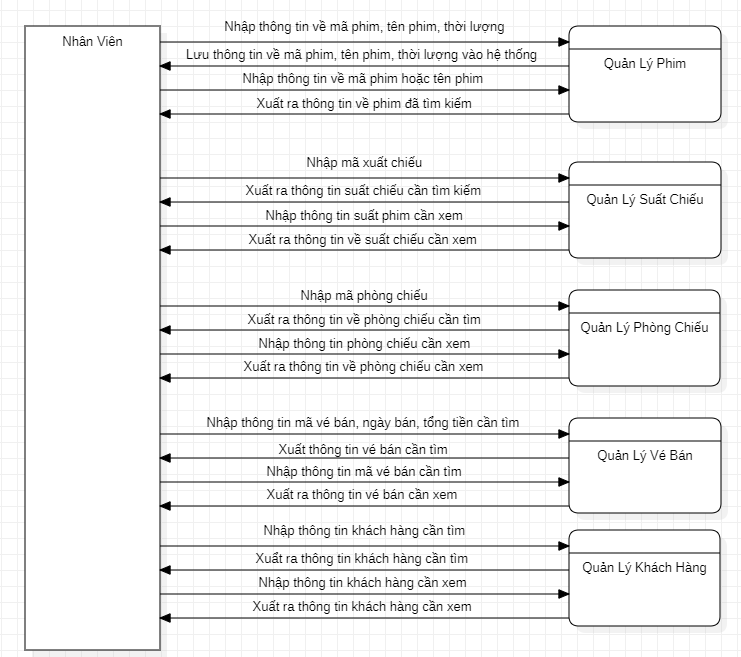 Nhân Viên
Nhập thông tin về mã phim, tên phim, thời lượng
Lưu thông tin về mã phim, tên phim, thời lượng vào hệ thống
Nhập thông tin về mã phim hoặc tên phim
Xuất ra thông tin về phim đã tìm kiếm
Quản Lý Phim
Nhập mã xuất chiếu
Xuất ra thông tin suất chiếu cần tìm kiếm
Nhập thông tin suất phim cần xem
Xuất ra thông tin về suất chiếu cần xem
Quản Lý Suất Chiếu
Nhập mã phòng chiếu
Xuất ra thông tin về phòng chiếu cần tìm
Nhập thông tin phòng chiếu cần xem
Xuất ra thông tin về phòng chiếu cần xem
Quản Lý Phòng Chiếu
Nhập thông tin mã vé bán, ngày bán, tổng tiền cần tìm
Xuất thông tin vé bán cần tìm
Nhập thông tin mã vé bán cần tìm
Xuất ra thông tin vé bán cần xem
Quản Lý Vé Bán
Nhập thông tin khách hàng cần tìm
Xuất ra thông tin khách hàng cần tìm
Nhập thông tin khách hàng cần xem
Xuất ra thông tin khách hàng cần xem
Quản Lý Khách Hàng